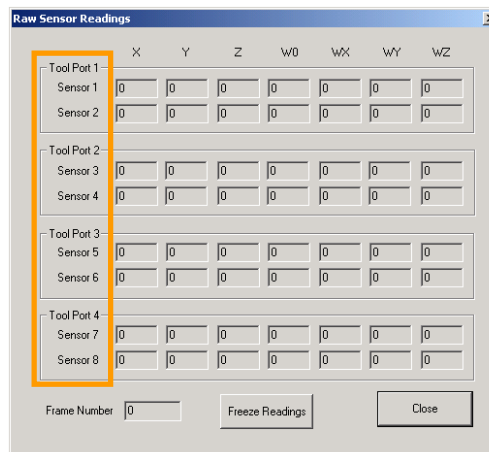 Raw Sensor Readings
X Y Z W0 WX WY WZ
Tool Port 1
Sensor 1 0 0 0 0 0 0 0
Sensor 2 0 0 0 0 0 0 0
Tool Port 2
Sensor 3 0 0 0 0 0 0 0
Sensor 4 0 0 0 0 0 0 0
Tool Port 3
Sensor 5 0 0 0 0 0 0 0
Sensor 6 0 0 0 0 0 0 0
Tool Port 4
Sensor 7 0 0 0 0 0 0 0
Sensor 8 0 0 0 0 0 0 0
Frame Number 0 Freeze Readings Close